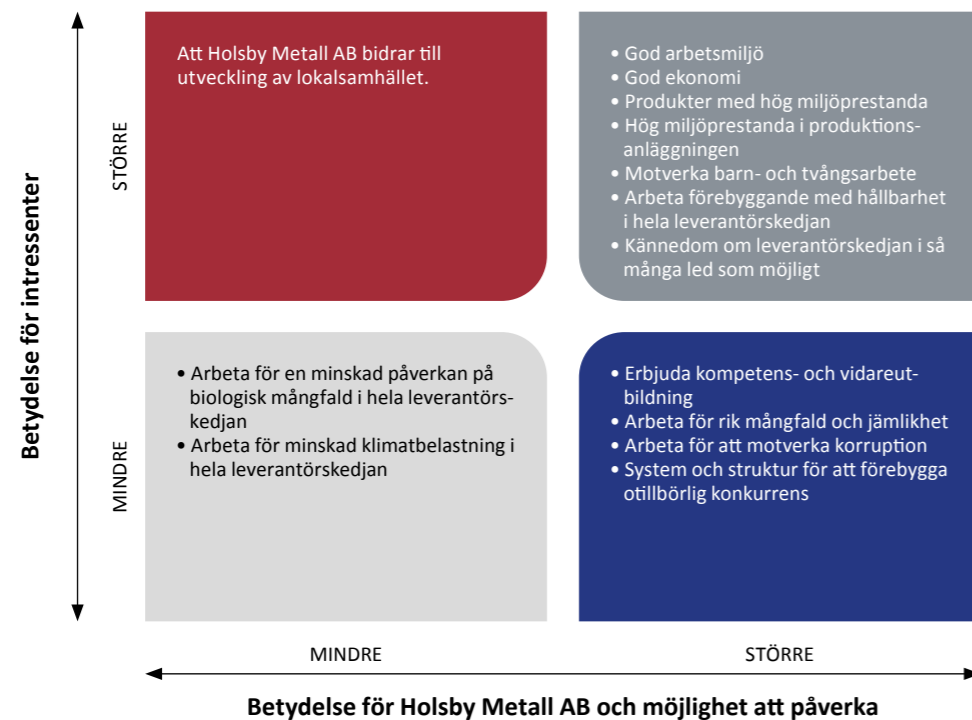 Betydelse för intressenter
STÖRRE
MINDRE
Att Holsby Metall AB bidrar till
utveckling av lokalsamhället.
• God arbetsmiljö
• God ekonomi
• Produkter med hög miljöprestanda
• Hög miljöprestanda i produktions-
anläggningen
• Motverka barn- och tvångsarbete
• Arbeta förebyggande med hållbarhet
i hela leverantörskedjan
• Kännedom om leverantörskedjan i så
många led som möjligt
• Arbeta för en minskad påverkan på
biologisk mångfald i hela leverantörs-
kedjan
• Arbeta för minskad klimatbelastning i
hela leverantörskedjan
• Erbjuda kompetens- och vidareut-
bildning
• Arbeta för rik mångfald och jämlikhet
• Arbeta för att motverka korruption
• System och struktur för att förebygga
otillbörlig konkurrens
MINDRE
STÖRRE
Betydelse för Holsby Metall AB och möjlighet att påverka